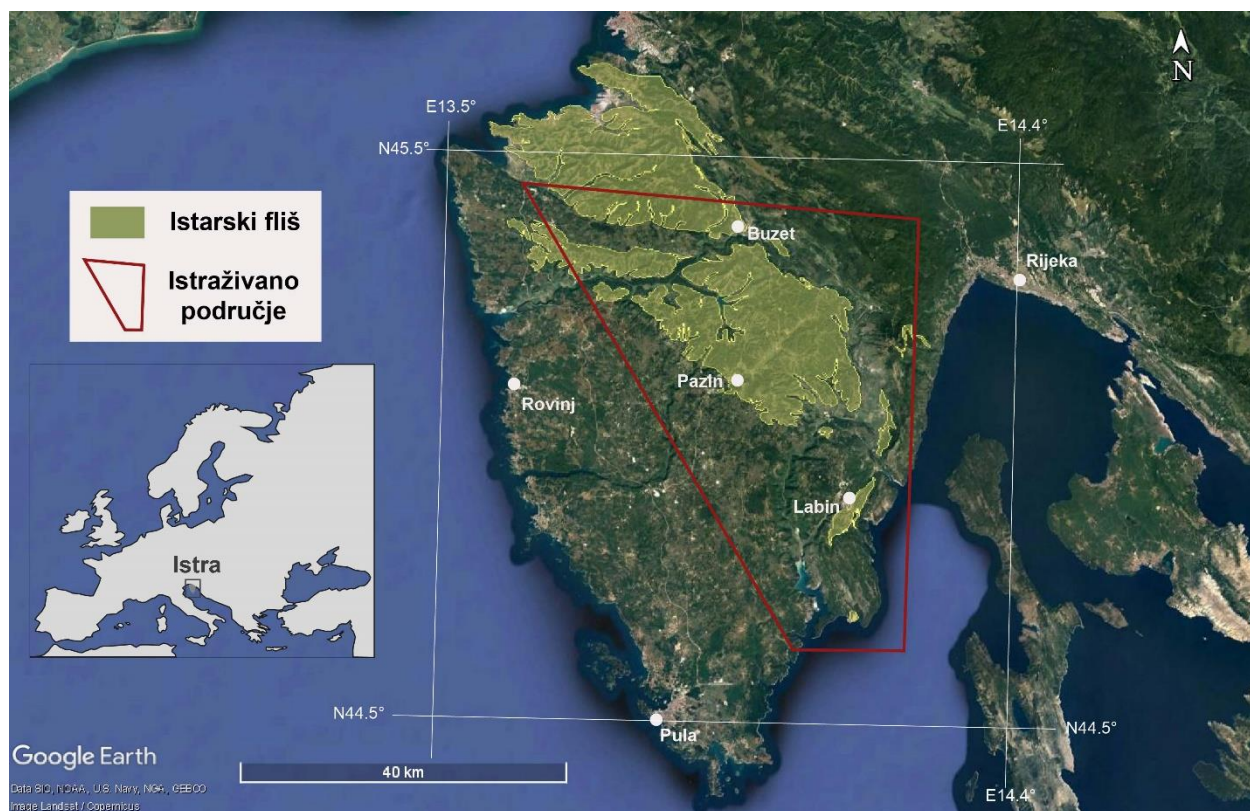 N
E13.5°
E14.4°
N45.5°
Istarski fliš
Istraživano
područje
Buzet
Rijeka
Pazin
Rovinj
Labin
Istra
N44.5°
N44.5°
Pula
Google Earth
40 km
Data SIO, NOAA, U.S. Navy, NGA, GEBCO
Image Landsat / Copernicus
E14.4°